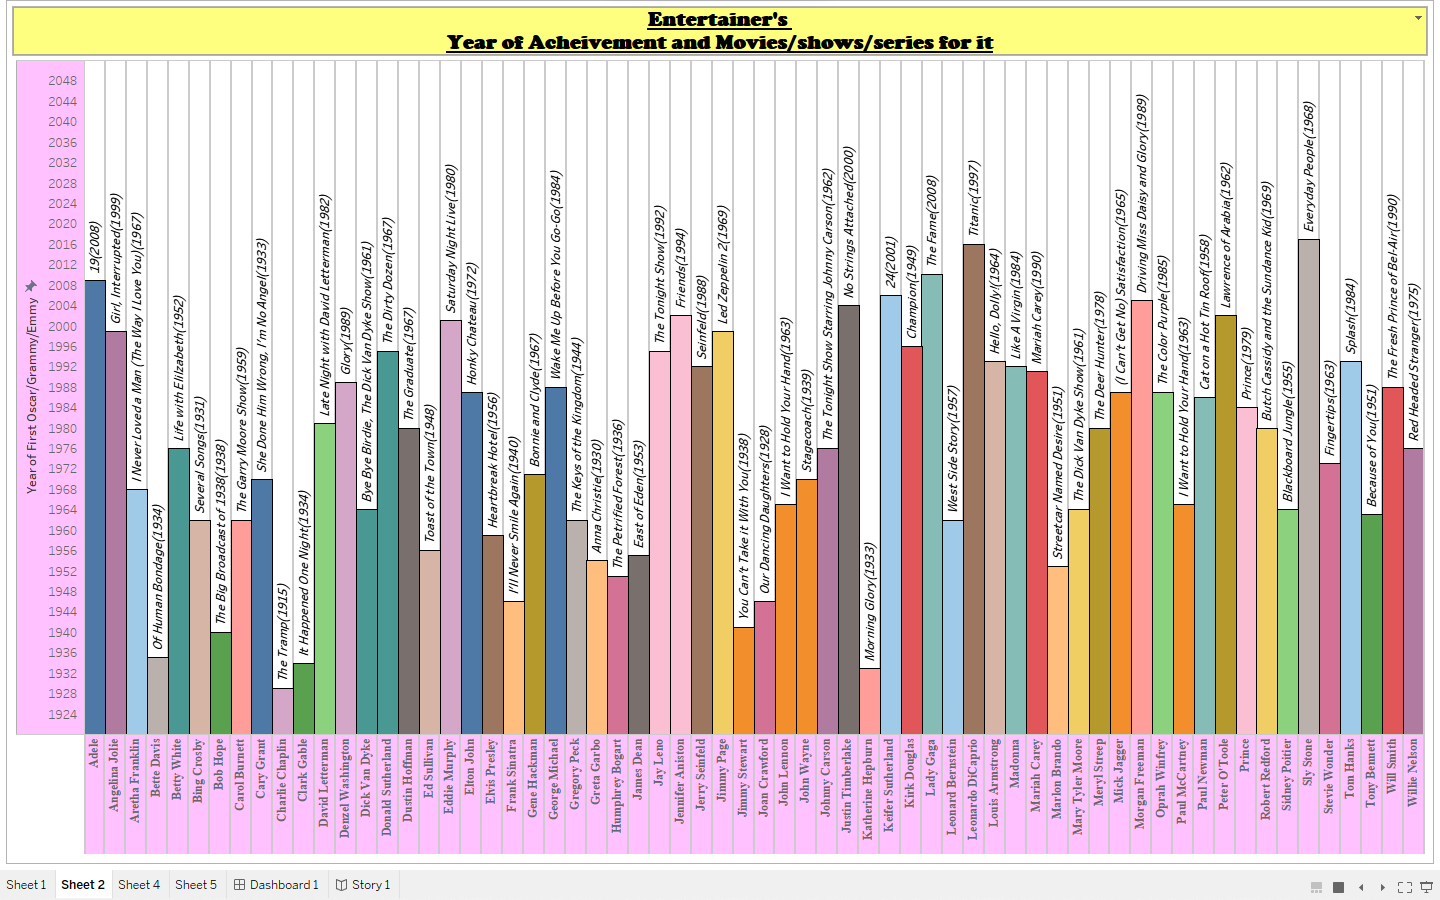 Entertainer's
Year of Acheivement and Movies/shows/series for it
Year of First Oscar/Grammy/Emmy
2048
2044
2040
2036
2032
2028
2024
2020
2016
2012
2008
2004
2000
1996
1992
1988
1984
1980
1976
1972
1968
1964
1960
1956
1952
1948
1944
1940
1936
1932
1928
1924
19(2008)
Girl, Interrupted(1999)
I Never Loved a Man (The Way I Love You)(1967)
Of Human Bondage(1934)
Life with Elilzabeth(1952)
Several Songs(1931)
The Big Broadcast of 1938(1938)
The Garry Moore Show(1959)
She Done Him Wrong, I'm No Angel(1933)
The Tramp(1915)
It Happened One Night(1934)
Late Night with David Letterman(1982)
Glory(1989)
Bye Bye Birdie, The Dick Van Dyke Show(1961)
The Dirty Dozen(1967)
The Graduate(1967)
Toast of the Town(1948)
Saturday Night Live(1980)
Honky Chateau(1972)
Heartbreak Hotel(1956)
I'll Never Smile Again(1940)
Bonnie and Clyde(1967)
Wake Me Up Before You Go-Go(1984)
The Keys of the Kingdom(1944)
Anna Christie(1930)
The Petrified Forest(1936)
East of Eden(1953)
The Tonight Show(1992)
Friends(1994)
Seinfeld(1988)
Led Zeppelin 2(1969)
You Can't Take it With You(1938)
Our Dancing Daughters(1928)
I Want to Hold Your Hand(1963)
Stagecoach(1939)
The Tonight Show Starring Johnny Carson(1962)
No Strings Attached(2000)
Morning Glory(1933)
24(2001)
Champion(1949)
The Fame(2008)
West Side Story(1957)
Titanic(1997)
Hello, Dolly!(1964)
Like A Virgin(1984)
Mariah Carey(1990)
Streetcar Named Desire(1951)
The Dick Van Dyke Show(1961)
The Deer Hunter(1978)
(I Can't Get No) Satisfaction(1965)
Driving Miss Daisy and Glory(1989)
The Color Purple(1985)
I Want to Hold Your Hand(1963)
Cat on a Hot Tin Roof(1958)
Lawrence of Arabia(1962)
Prince(1979)
Butch Cassidy and the Sundance Kid(1969)
Blackboard Jungle(1955)
Everyday People(1968)
Fingertips(1963)
Splash(1984)
Because of You(1951)
The Fresh Prince of Bel-Air(1990)
Red Headed Stranger(1975)
Adele
Angelina Jolie
Aretha Franklin
Bette Davis
Betty White
Bing Crosby
Bob Hope
Carol Burnett
Cary Grant
Charlie Chaplin
Clark Gable
David Letterman
Denzel Washington
Dick Van Dyke
Donald Sutherland
Dustin Hoffman
Ed Sullivan
Eddie Murphy
Elton John
Elvis Presley
Frank Sinatra
Gene Hackman
George Michael
Gregory Peck
Greta Garbo
Humphrey Bogart
James Dean
Jay Leno
Jennifer Aniston
Jerry Seinfeld
Jimmy Page
Jimmy Stewart
Joan Crawford
John Lennon
John Wayne
Johnny Carson
Justin Timberlake
Katherine Hepburn
Keifer Sutherland
Kirk Douglas
Lady Gaga
Leonard Bernstein
Leonardo DiCaprio
Louis Armstrong
Madonna
Mariah Carey
Marlon Brando
Mary Tyler Moore
Meryl Streep
Mick Jagger
Morgan Freeman
Oprah Winfrey
Paul McCartney
Paul Newman
Peter O'Toole
Prince
Robert Redford
Sidney Poitier
Sly Stone
Stevie Wonder
Tom Hanks
Tony Bennett
Will Smith
Willie Nelson
Sheet 1
Sheet 2
Sheet 4
Sheet 5
Dashboard 1
Story 1